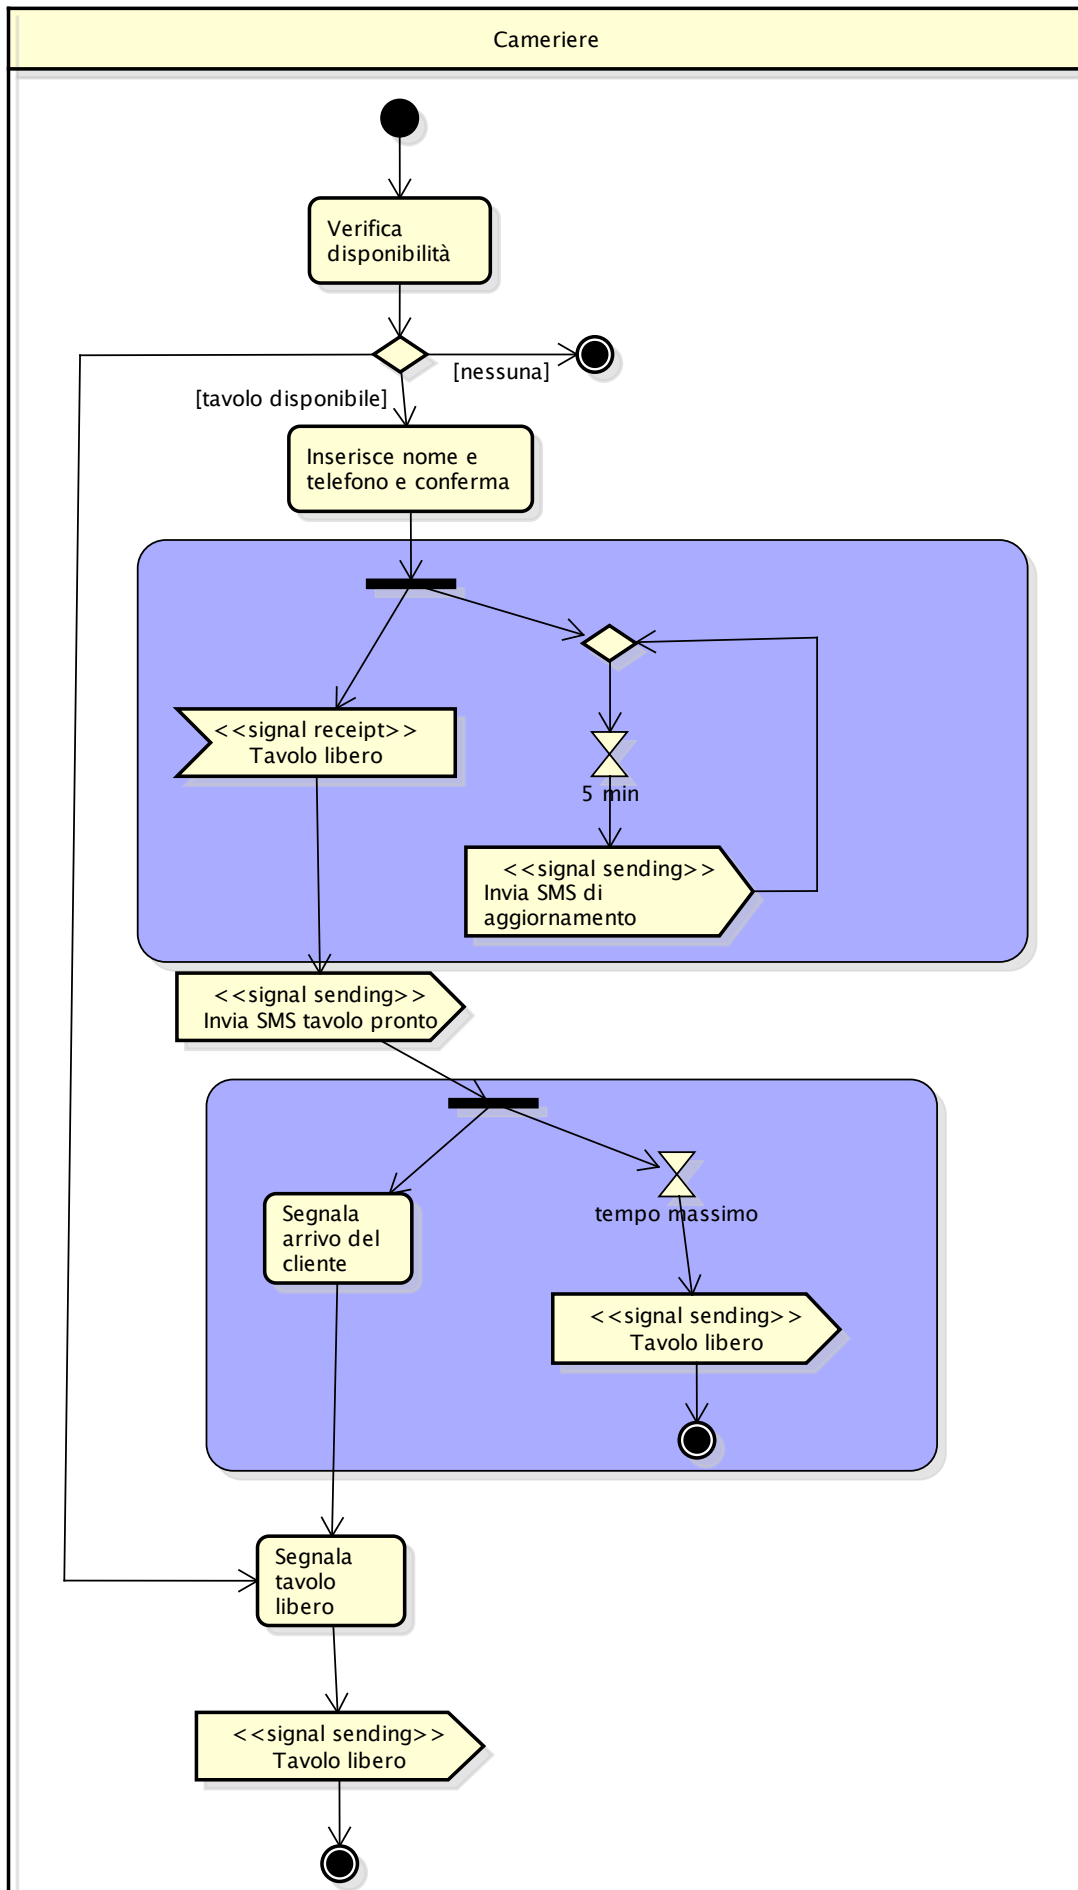 Cameriere
Verifica
disponibilità
[nessuna]
[tavolo disponibile]
Inserisce nome e
telefono e conferma
<<signal receipt>>
Tavolo libero
5 min
<<signal sending>>
Invia SMS di
aggiornamento
<<signal sending>>
Invia SMS tavolo pronto
Segnala
arrivo del
cliente
tempo massimo
<<signal sending>>
Tavolo libero
Segnala
tavolo
libero
<<signal sending>>
Tavolo libero